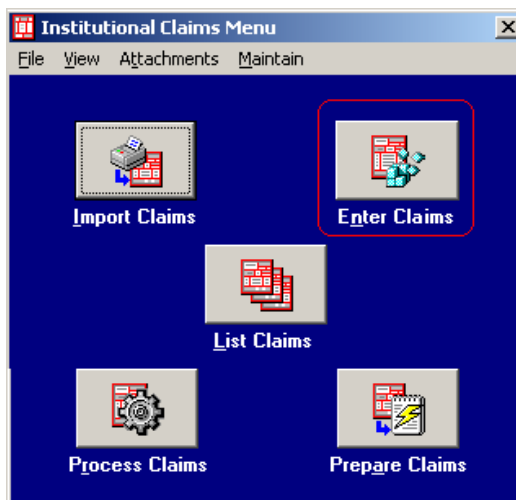 Institutional Claims Menu
File View Attachments Maintain
Import Claims Enter Claims
List Claims
Process Claims Prepare Claims